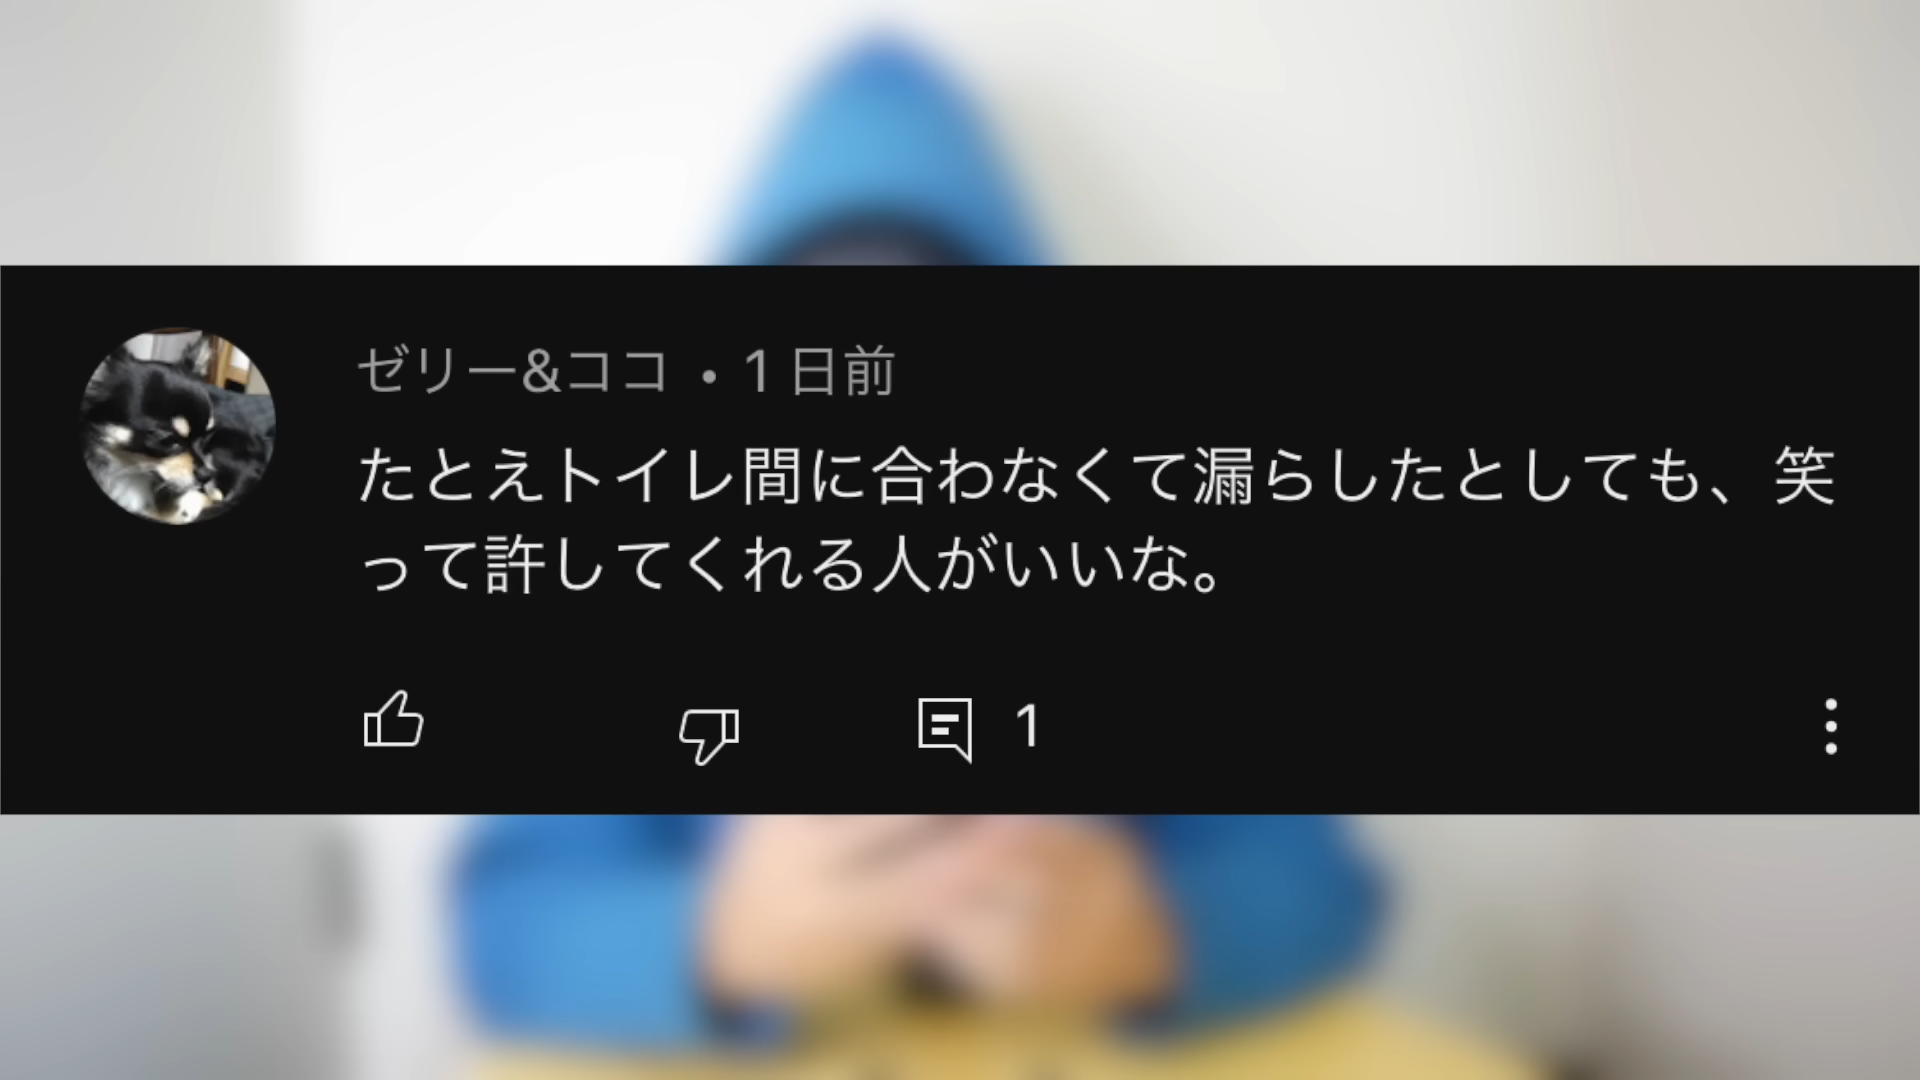 ゼリー&ココ • 1 日前
たとえトイレ間に合わなくて漏らしたとしても、笑
って許してくれる人がいいな。
1